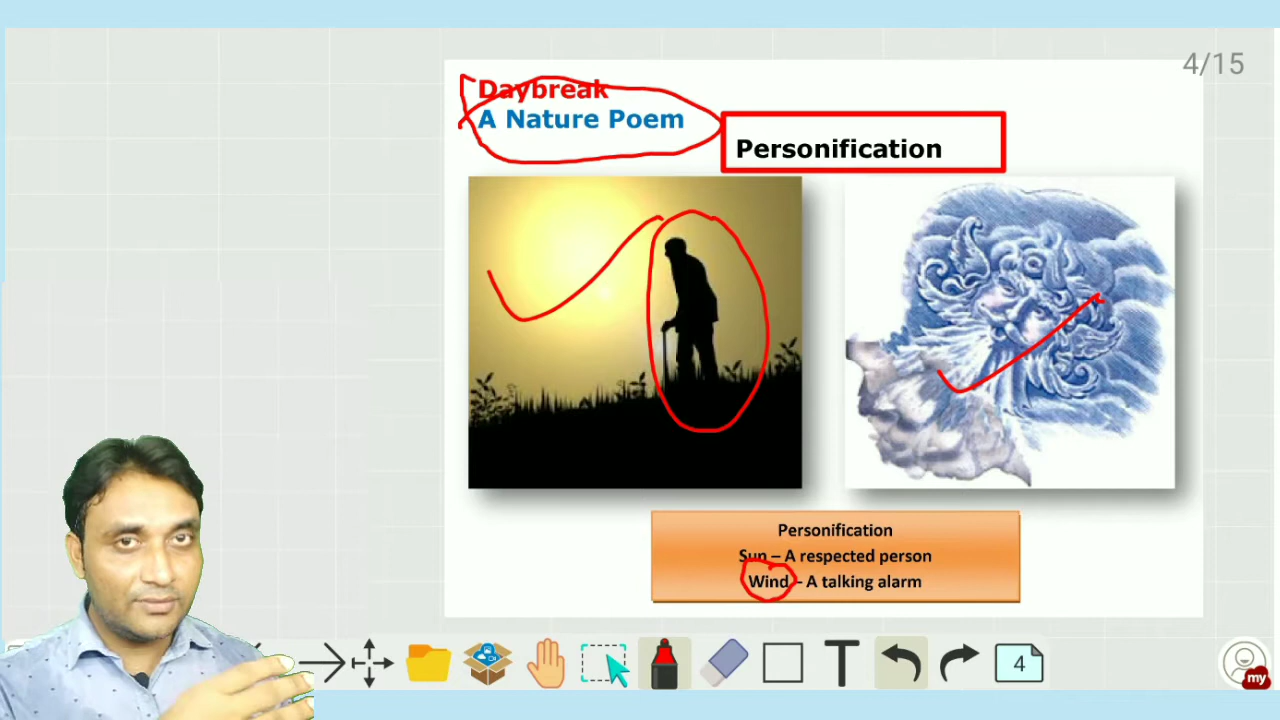 4/15
Daybreak
A Nature Poem
Personification
Personification
Sun – A respected person
Wind – A talking alarm
T
4
my